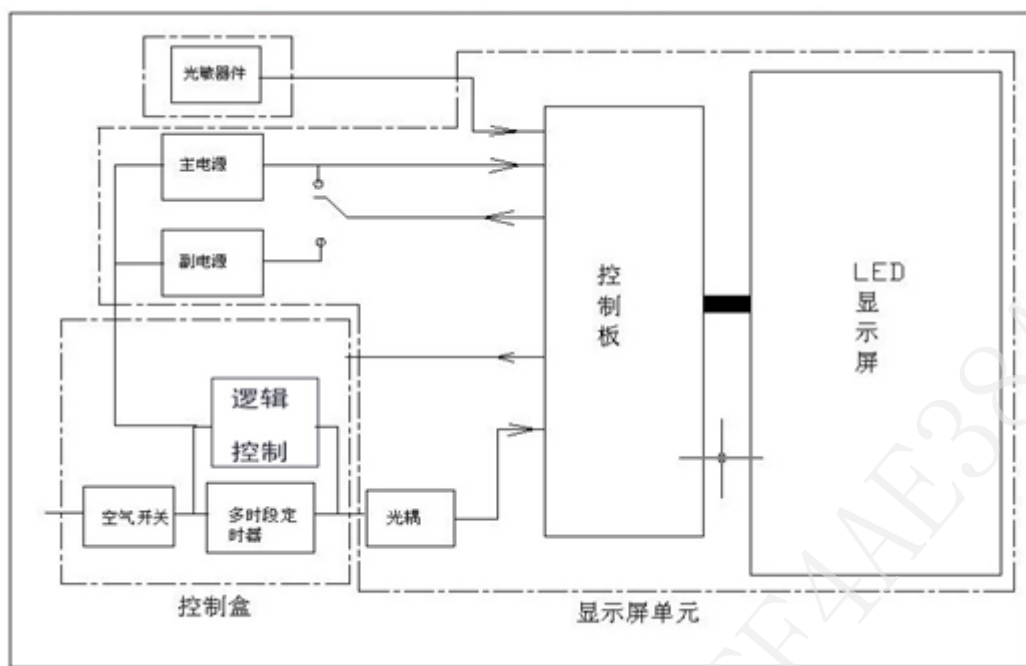 光敏器件
主电源
副电源
控
制
板
LED
显
示
屏
逻辑
控制
空气开关
多时段定
时器
光耦
控制盒
显示屏单元